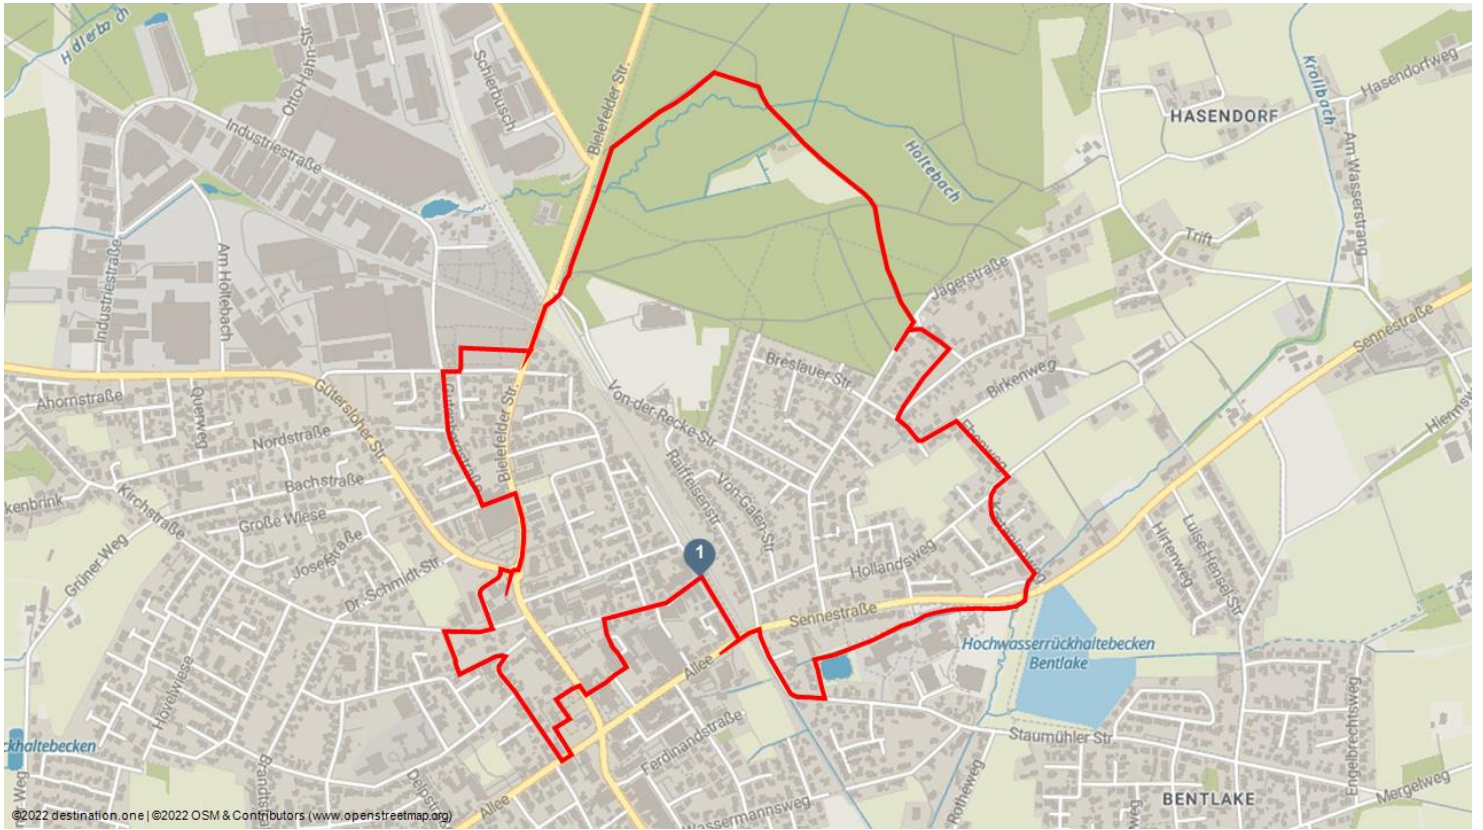 Hdlerbach
Otto-Hahn-Str.
Schierbusch
Bielefelder Str.
Krollbach
Hasendorfweg
HASENDORF
Am Wasserstrang
Industriestraße
Holtebach
Trift
Jägerstraße
Industriestraße
Am Holtebach
Sennestraße
Breslauer Str.
Birkenweg
Ahornstraße
Querweg
Gütersloher Str.
Von-der-Recke-Str.
Nordstraße
Bielefelder Str.
Bachstraße
kenbrink
Kirchstraße
Große Wiese
Raiffeisenstr.
Von-Galen-Str.
Josefstraße
Grüner Weg
Dr.-Schmidt-Str.
1
Hollandsweg
Hirtenweg
Luise-Hensel-Str.
Sennestraße
Hochwasserrückhaltebecken
Bentlake
Allee
Hövelwiese
Ferdinandstraße
Staumühler Str.
ckhaltebecken
Engelbrechtsweg
Rotheweg
BENTLAKE
Mergelweg
Allee
©2022 destination.one | ©2022 OSM & Contributors (www.openstreetmap.org)